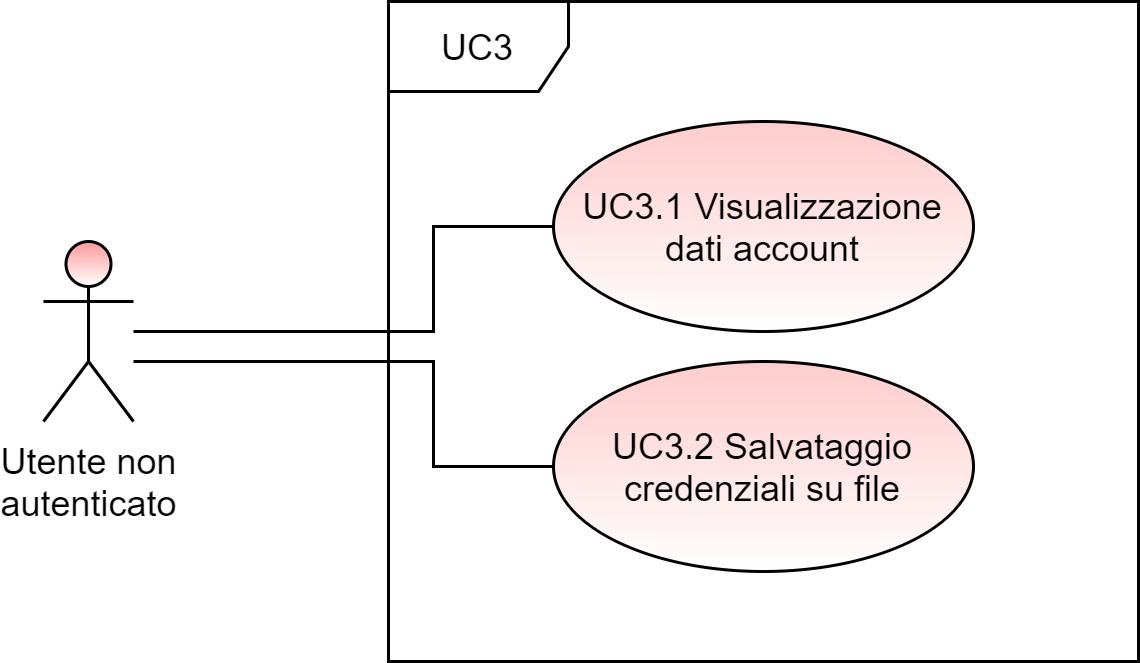 UC3
UC3.1 Visualizzazione
dati account
UC3.2 Salvataggio
credenziali su file
Utente non
autenticato